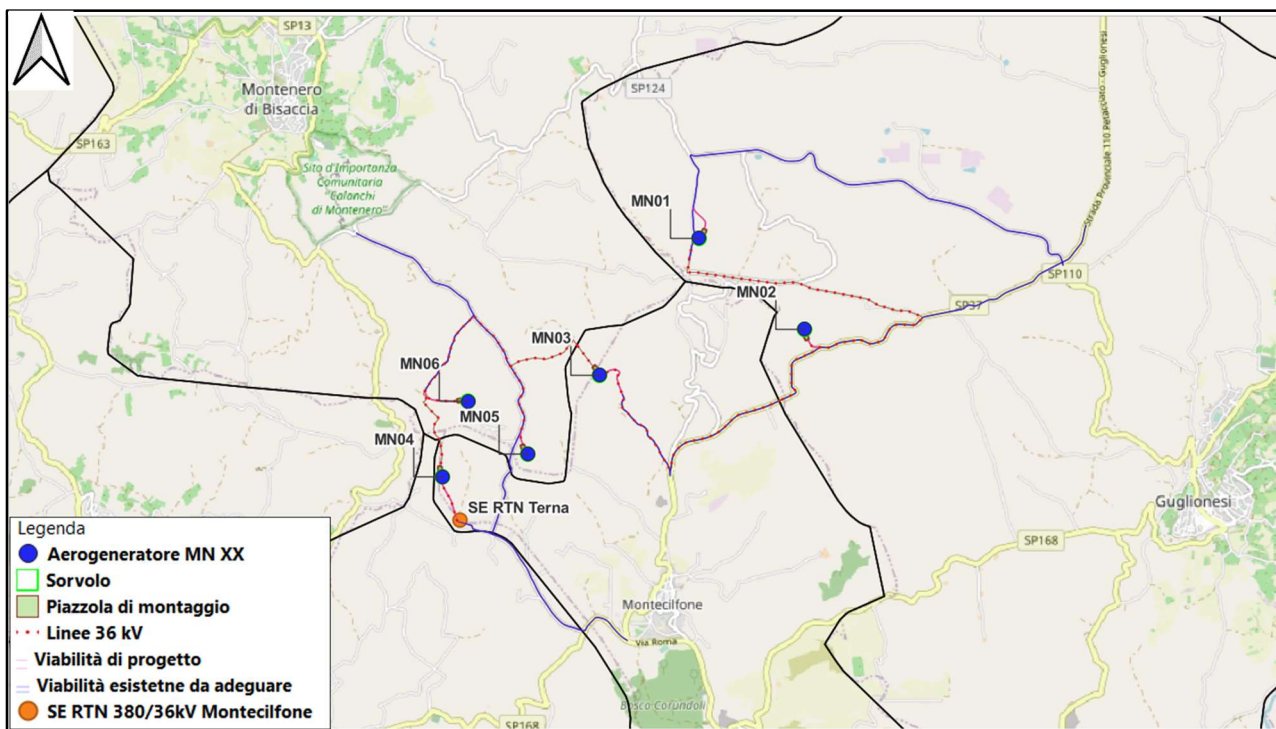 SP13
SP124
Montenero
di Bisaccia
SP163
Sito d'Importanza
Comunitaria
"Calanchi
di Montenero"
Strada Provinciale 110 Petacciato - Guglionesi
MN01
SP110
MN02
SP37
MN03
MN06
MN05
MN04
SE RTN Terna
Guglionesi
SP168
Montecilfone
Via Roma
Bosco Corundoli
SP168
Legenda
Aerogeneratore MN XX
Sorvolo
Piazzola di montaggio
Linee 36 kV
Viabilità di progetto
Viabilità esistetne da adeguare
SE RTN 380/36kV Montecilfone